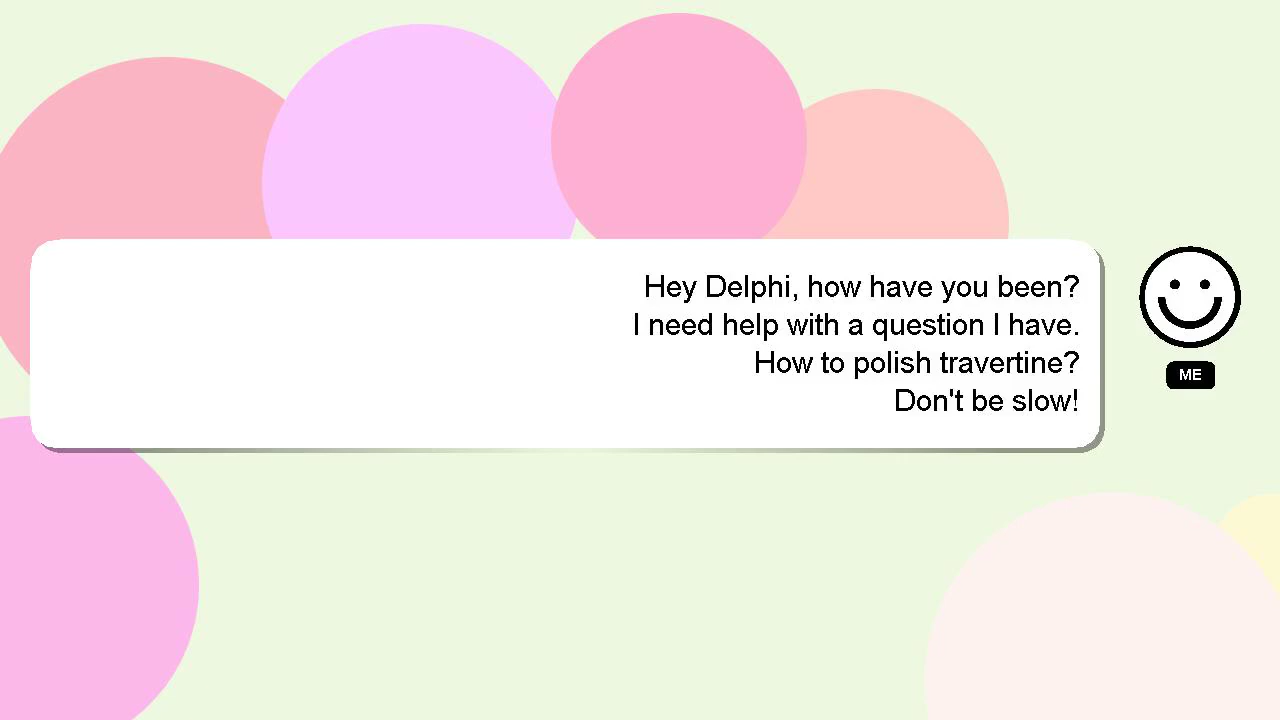 Hey Delphi, how have you been?
I need help with a question I have.
How to polish travertine?
Don't be slow!
ME